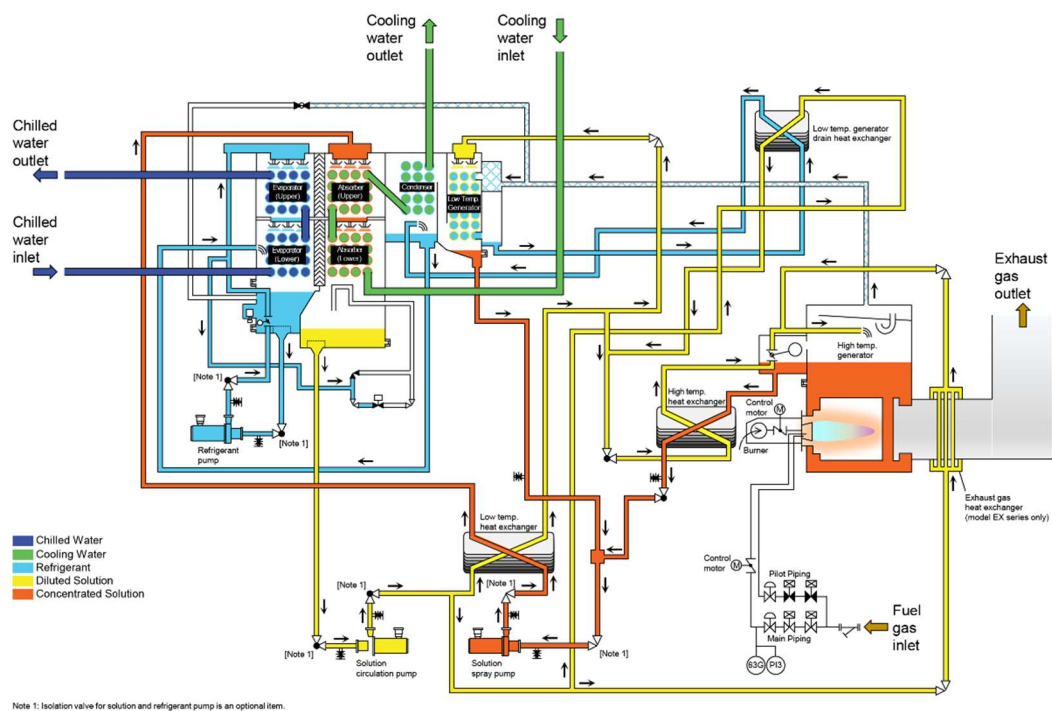 Cooling
water
outlet
Cooling
water
inlet
Chilled
water
outlet
Chilled
water
inlet
Evaporator
(Upper)
Absorber
(Upper)
Condenser
Low Temp.
Generator
Evaporator
(Lower)
Absorber
(Lower)
Low temp. generator
drain heat exchanger
Exhaust
gas
outlet
High temp.
generator
[Note 1]
Refrigerant
pump
[Note 1]
High temp.
heat exchanger
Control
motor
M
Burner
Exhaust gas
heat exchanger
(model EX series only)
Low temp.
heat exchanger
Chilled Water
Cooling Water
Refrigerant
Diluted Solution
Concentrated Solution
Control
motor
M
Pilot Piping
Main Piping
Fuel
gas
inlet
63G
PI3
[Note 1]
[Note 1]
[Note 1]
Solution
circulation pump
Solution
spray pump
[Note 1]
Note 1: Isolation valve for solution and refrigerant pump is an optional item.